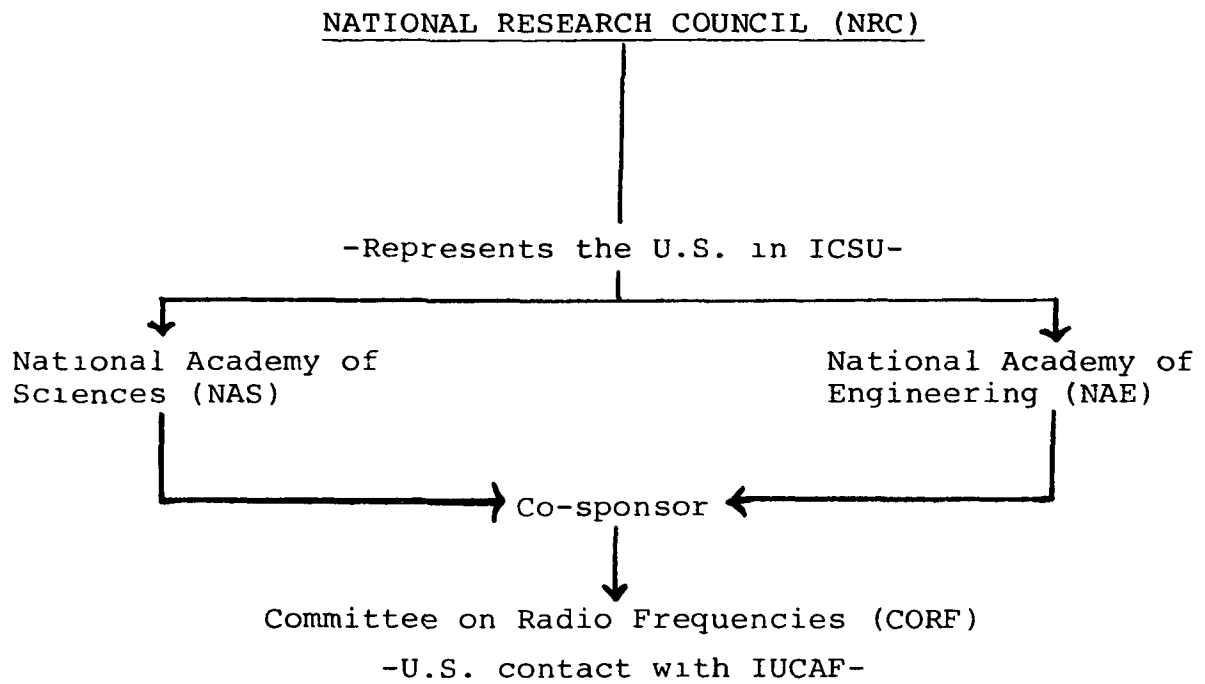 NATIONAL RESEARCH COUNCIL (NRC)
-Represents the U.S. in ICSU-
National Academy of
Sciences (NAS)
National Academy of
Engineering (NAE)
Co-sponsor
Committee on Radio Frequencies (CORF)
-U.S. contact with IUCAF-